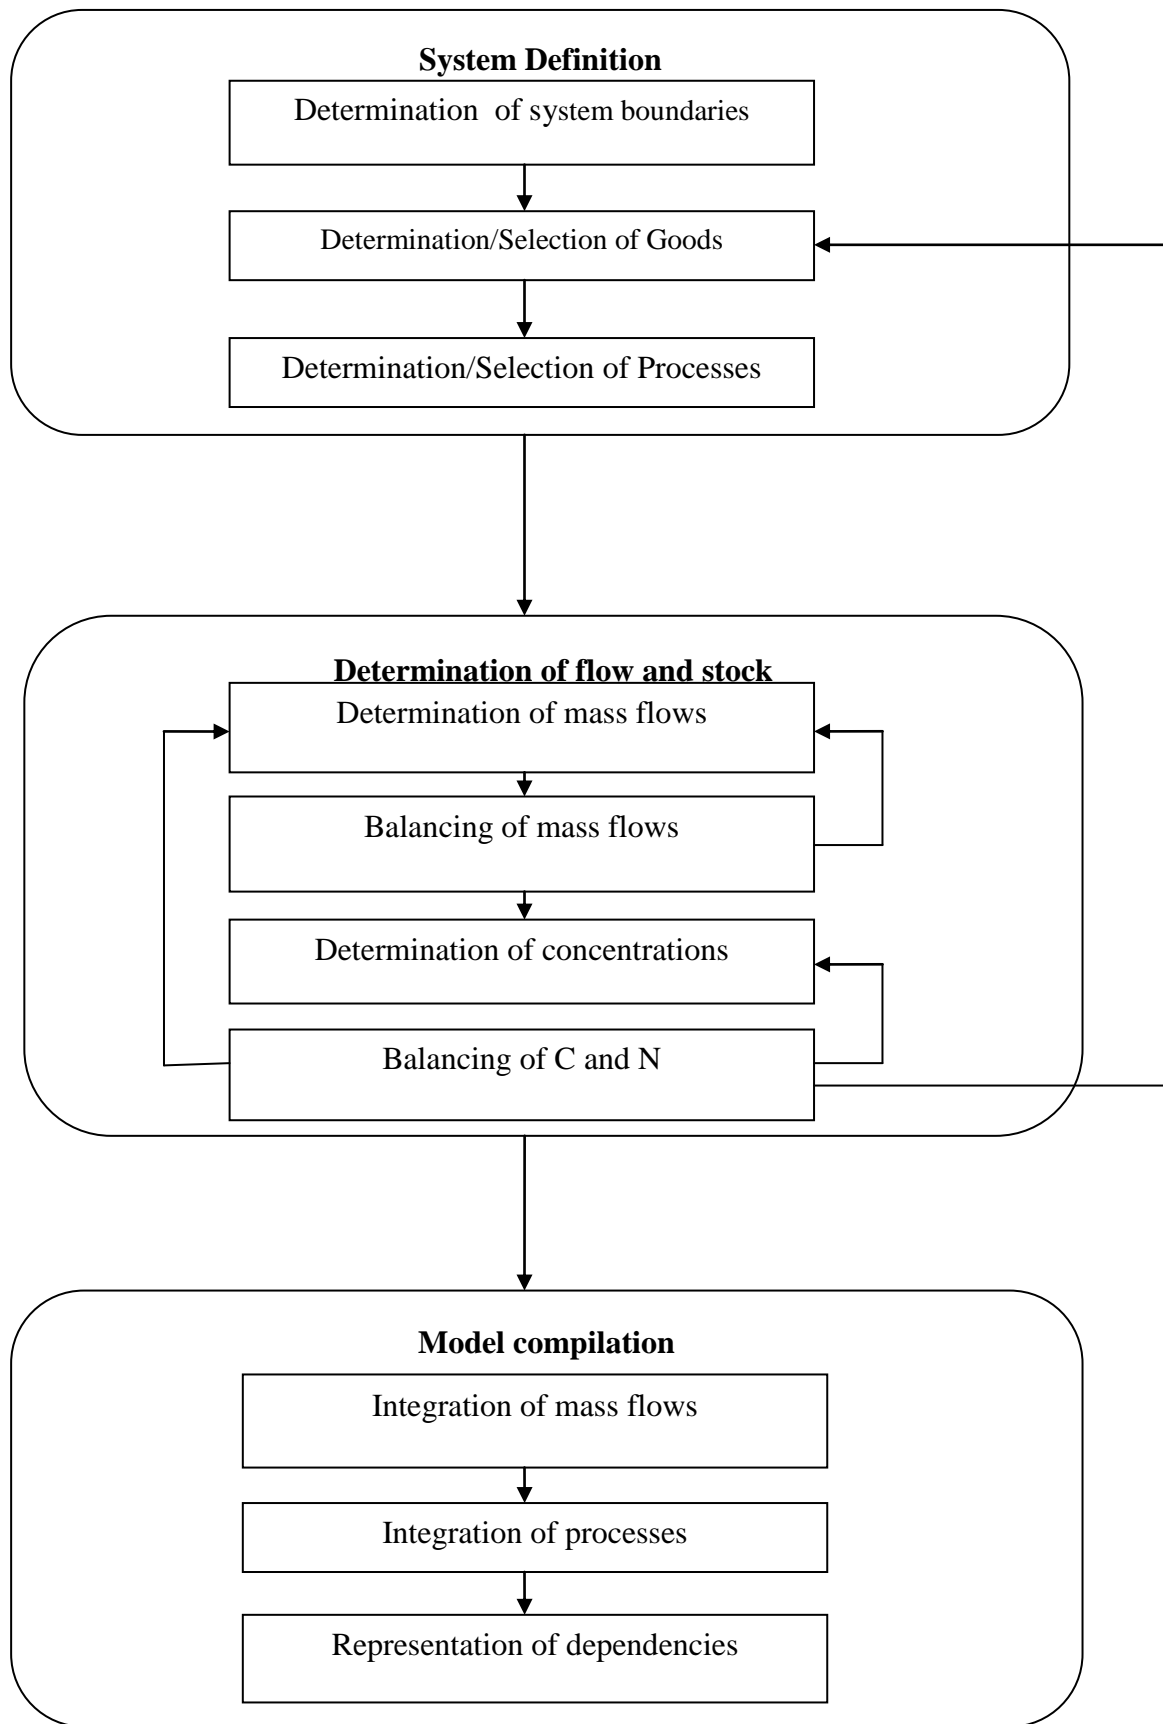 System Definition
Determination of system boundaries
Determination/Selection of Goods
Determination/Selection of Processes
Determination of flow and stock
Determination of mass flows
Balancing of mass flows
Determination of concentrations
Balancing of C and N
Model compilation
Integration of mass flows
Integration of processes
Representation of dependencies